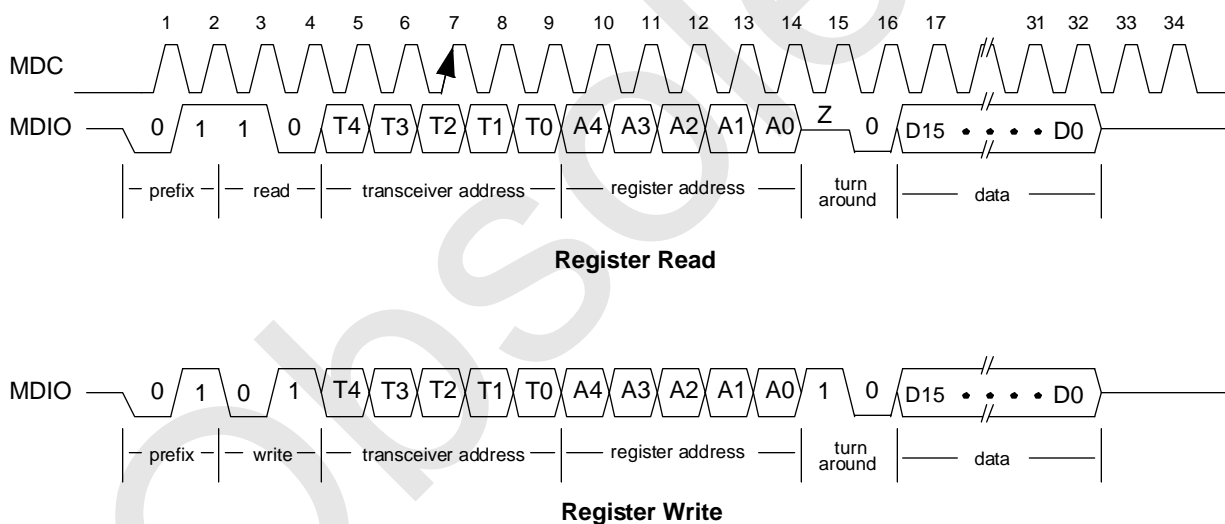 1 2 3 4 5 6 7 8 9 10 11 12 13 14 15 16 17 31 32 33 34
MDC
MDIO 0 1 1 0 T4 T3 T2 T1 T0 A4 A3 A2 A1 A0 Z 0 D15 • • • • D0
prefix read transceiver address register address turn around data
Register Read
MDIO 0 1 0 1 T4 T3 T2 T1 T0 A4 A3 A2 A1 A0 1 0 D15 • • • • D0
prefix write transceiver address register address turn around data
Register Write